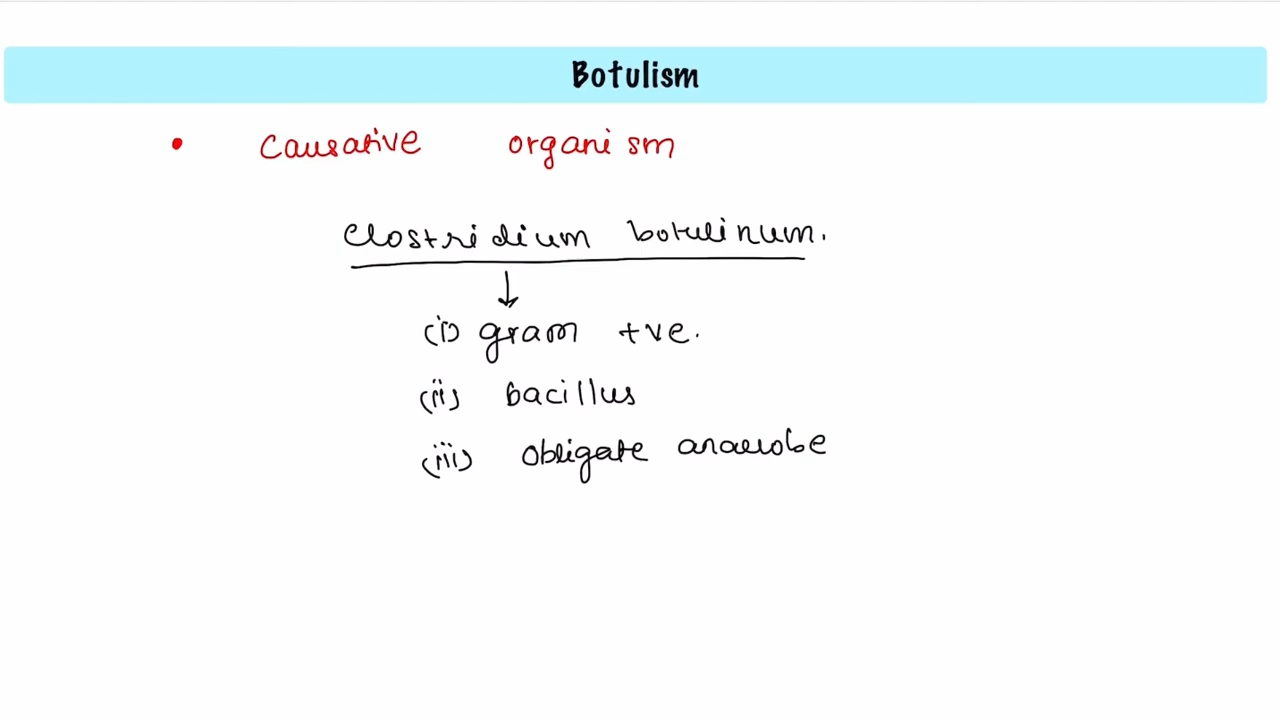 Botulism
• Causative organism
Clostridium botulinum.
↓
(i) gram +ve.
(ii) bacillus
(iii) Obligate anaerobe